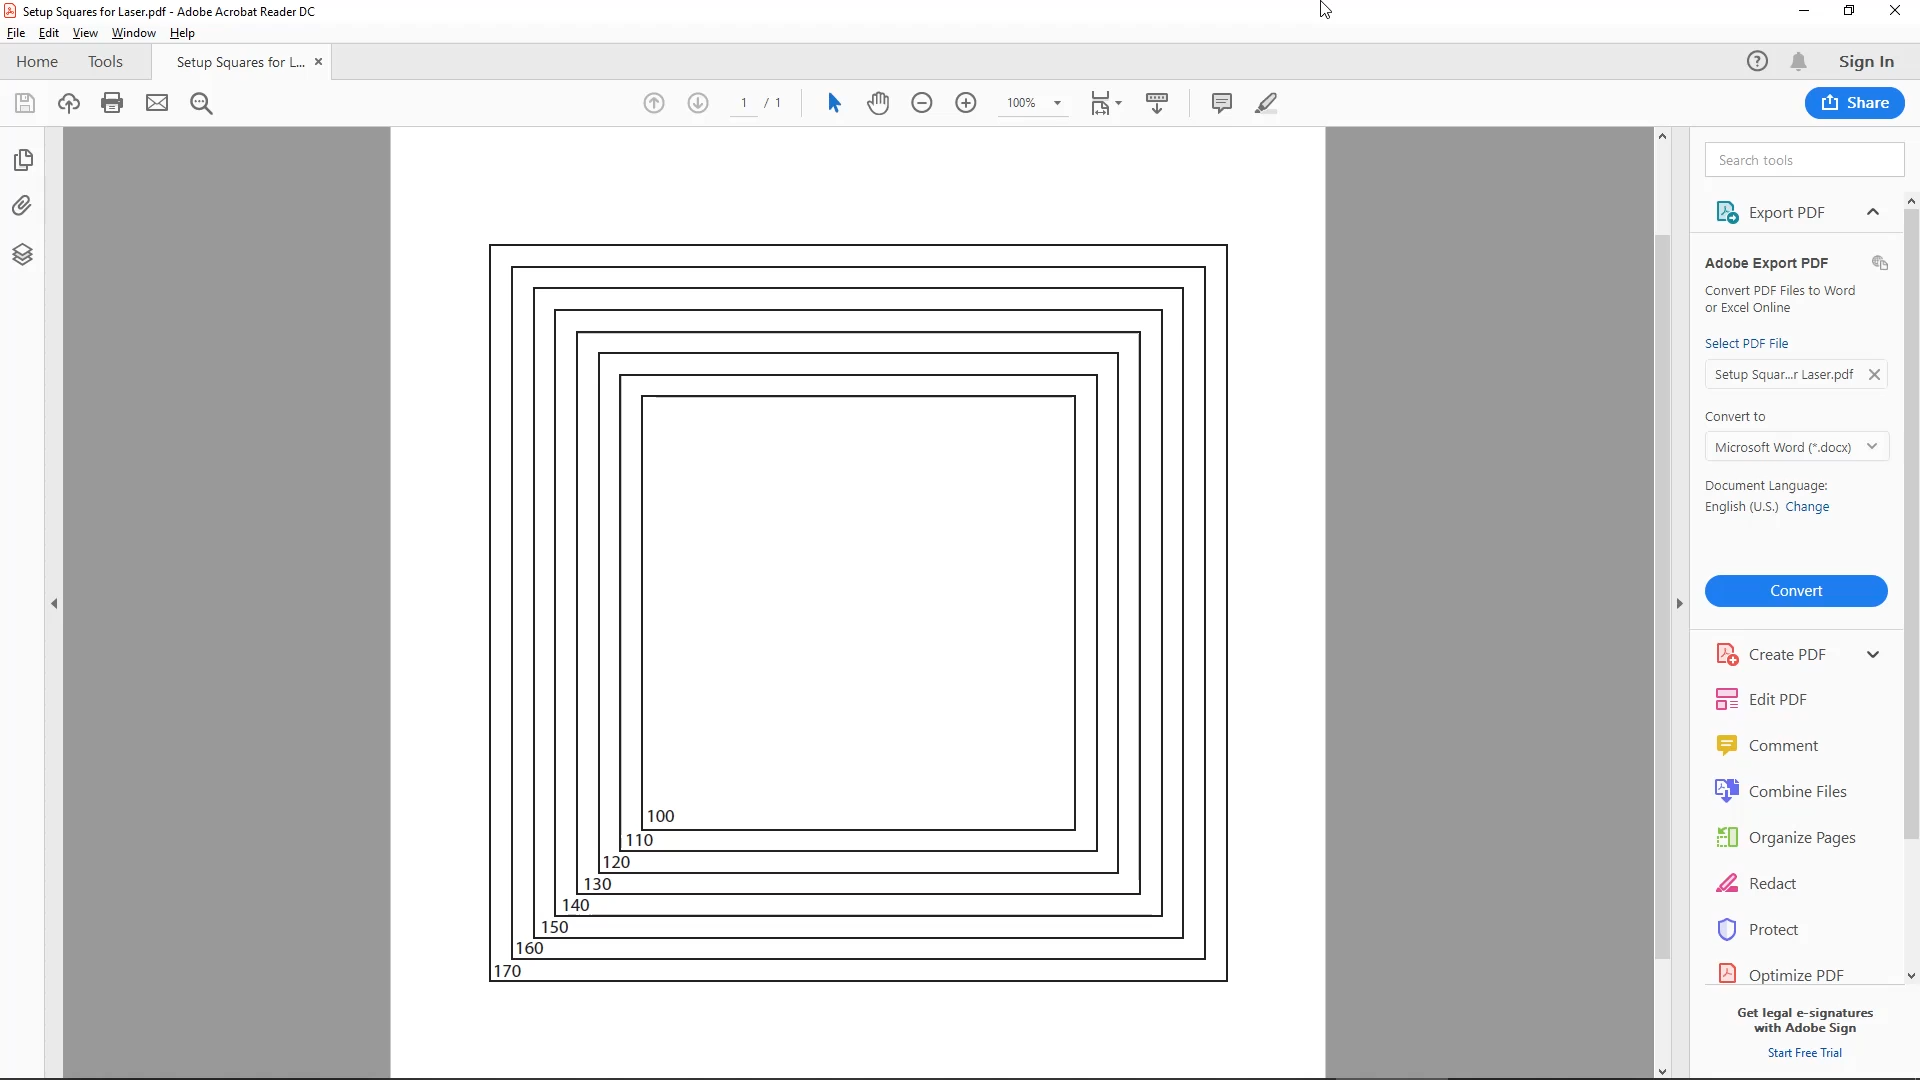 Setup Squares for Laser.pdf - Adobe Acrobat Reader DC
File Edit View Window Help
Home Tools Setup Squares for L... × Sign In
1 / 1 100% Share
Search tools
Export PDF
Adobe Export PDF
Convert PDF Files to Word
or Excel Online
Select PDF File
Setup Squar...r Laser.pdf
Convert to
Microsoft Word (*.docx)
Document Language:
English (U.S.) Change
Convert
Create PDF
Edit PDF
Comment
Combine Files
Organize Pages
Redact
Protect
Optimize PDF
Get legal e-signatures
with Adobe Sign
Start Free Trial
100
110
120
130
140
150
160
170